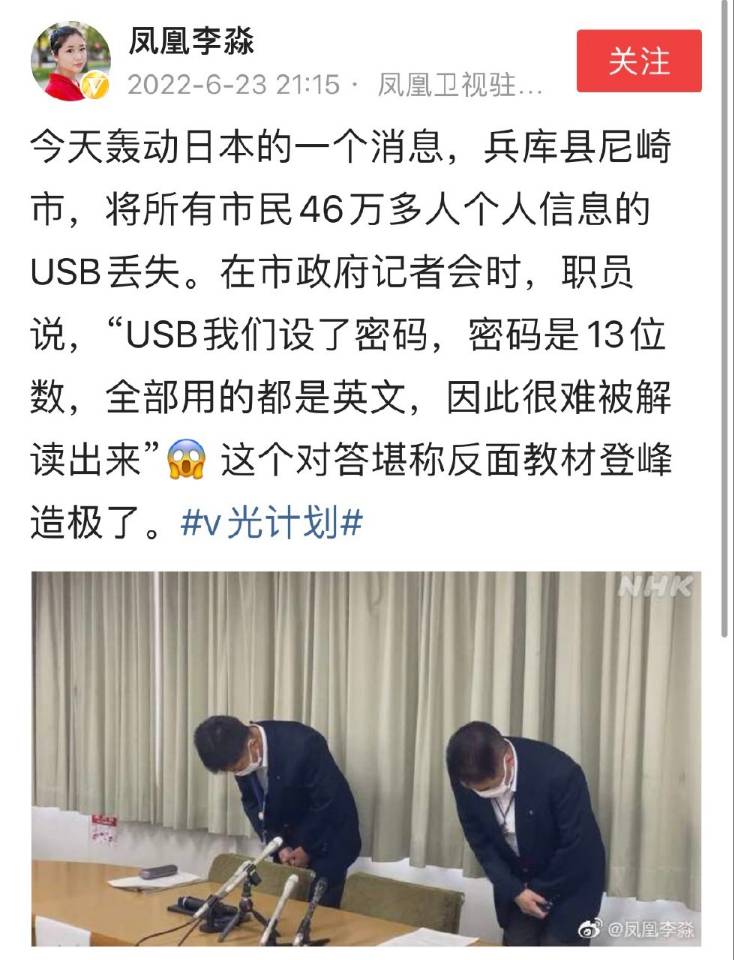 凤凰李淼
关注
2022-6-23 21:15 · 凤凰卫视驻...
今天轰动日本的一个消息，兵库县尼崎
市，将所有市民46万多人个人信息的
USB丢失。在市政府记者会时，职员
说，“USB我们设了密码，密码是13位
数，全部用的都是英文，因此很难被解
读出来”😱 这个对答堪称反面教材登峰
造极了。#v光计划#
NHK
@凤凰李淼